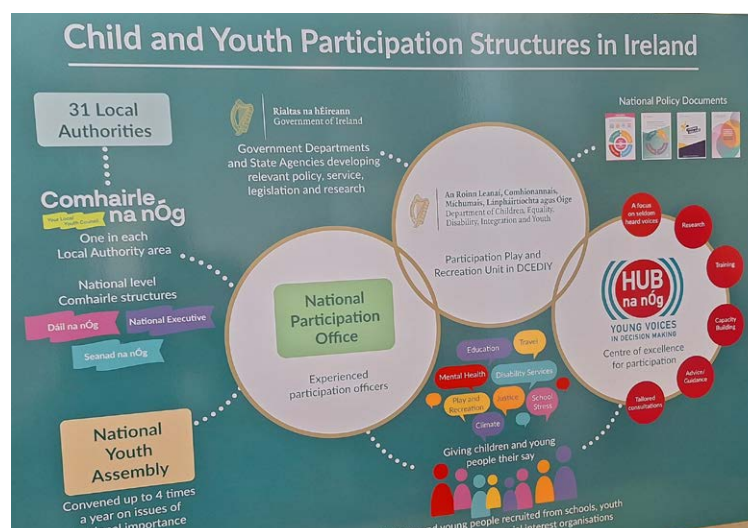 Child and Youth Participation Structures in Ireland
31 Local
Authorities
Comhairle
na nÓg
Your Local
Youth Council
One in each
Local Authority area
National level
Comhairle structures
Dáil na nÓg
National Executive
Seanad na nÓg
National
Youth
Assembly
Convened up to 4 times
a year on issues of
importance
Rialtas na hÉireann
Government of Ireland
Government Departments
and State Agencies developing
relevant policy, service,
legislation and research
National
Participation
Office
Experienced
participation officers
An Roinn Leanaí, Comhionannais,
Míchumais, Lánpháirtíochta agus Óige
Department of Children, Equality,
Disability, Integration and Youth
Participation Play and
Recreation Unit in DCEDIY
Education
Travel
Mental Health
Disability Services
Play and
Recreation
Justice
School
Stress
Climate
Giving children and young
people their say
young people recruited from schools, youth
interest organisations
National Policy Documents
HUB
na nÓg
YOUNG VOICES
IN DECISION MAKING
Centre of excellence
for participation
A focus
on seldom
heard voices
Research
Training
Capacity
Building
Advice/
Guidance
Tailored
consultations